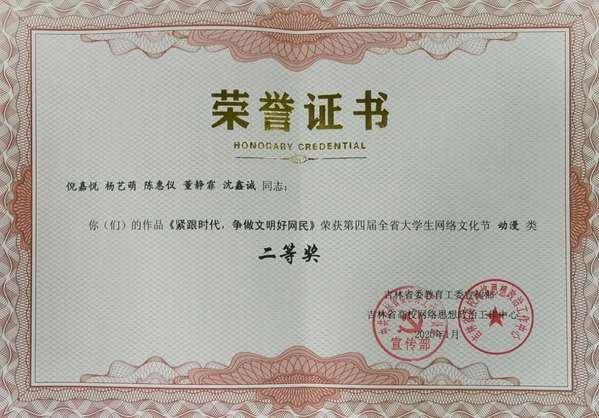 荣誉证书
HONORARY CREDENTIAL
倪嘉悦 杨艺萌 陈惠仪 董静霏 沈鑫诚 同志:
你(们)的作品《紧跟时代,争做文明好网民》荣获第四届全省大学生网络文化节 动漫 类
二等奖
吉林省委教育工委宣传部
吉林省高校网络思想政治工作中心
2020年1月
宣传部